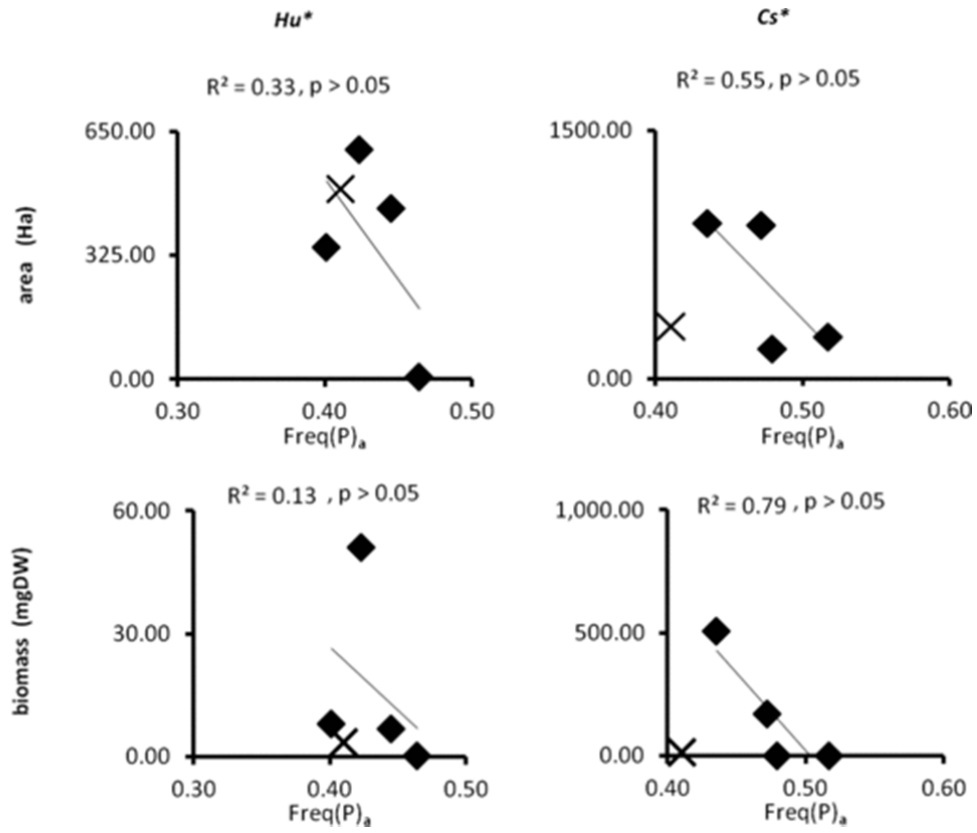 Hu*
Cs*
R² = 0.33 , p > 0.05
R² = 0.55, p > 0.05
650.00
325.00
0.00
area (Ha)
0.30
0.40
0.50
Freq(P)ₐ
1500.00
0.00
0.40
0.50
0.60
Freq(P)ₐ
R² = 0.13 , p > 0.05
R² = 0.79 , p > 0.05
60.00
30.00
0.00
biomass (mgDW)
0.30
0.40
0.50
Freq(P)ₐ
1,000.00
500.00
0.00
0.40
0.50
0.60
Freq(P)ₐ